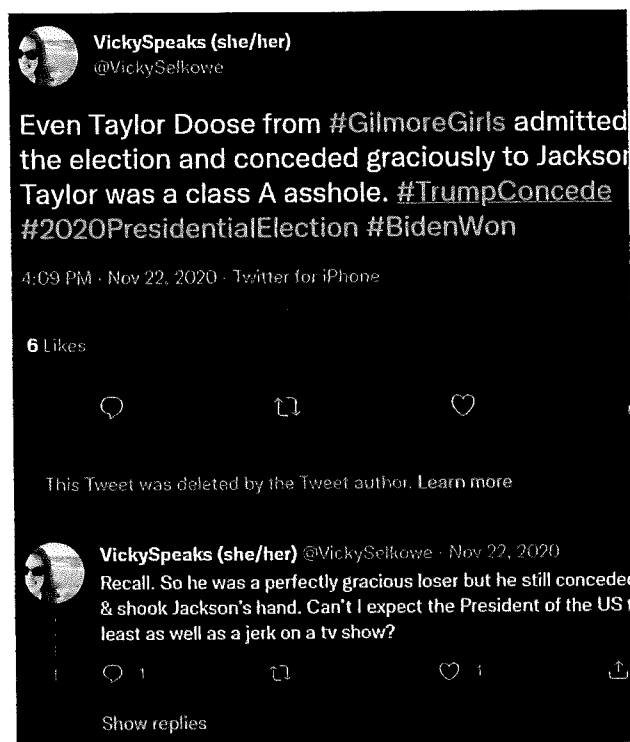 VickySpeaks (she/her)
@VickySelkowe
Even Taylor Doose from #GilmoreGirls admitted
the election and conceded graciously to Jackson
Taylor was a class A asshole. #TrumpConcede
#2020PresidentialElection #BidenWon
4:09 PM · Nov 22, 2020 · Twitter for iPhone
6 Likes
This Tweet was deleted by the Tweet author. Learn more
VickySpeaks (she/her) @VickySelkowe · Nov 22, 2020
Recall. So he was a perfectly gracious loser but he still conceded
& shook Jackson's hand. Can't I expect the President of the US
least as well as a jerk on a tv show?
1 1
Show replies